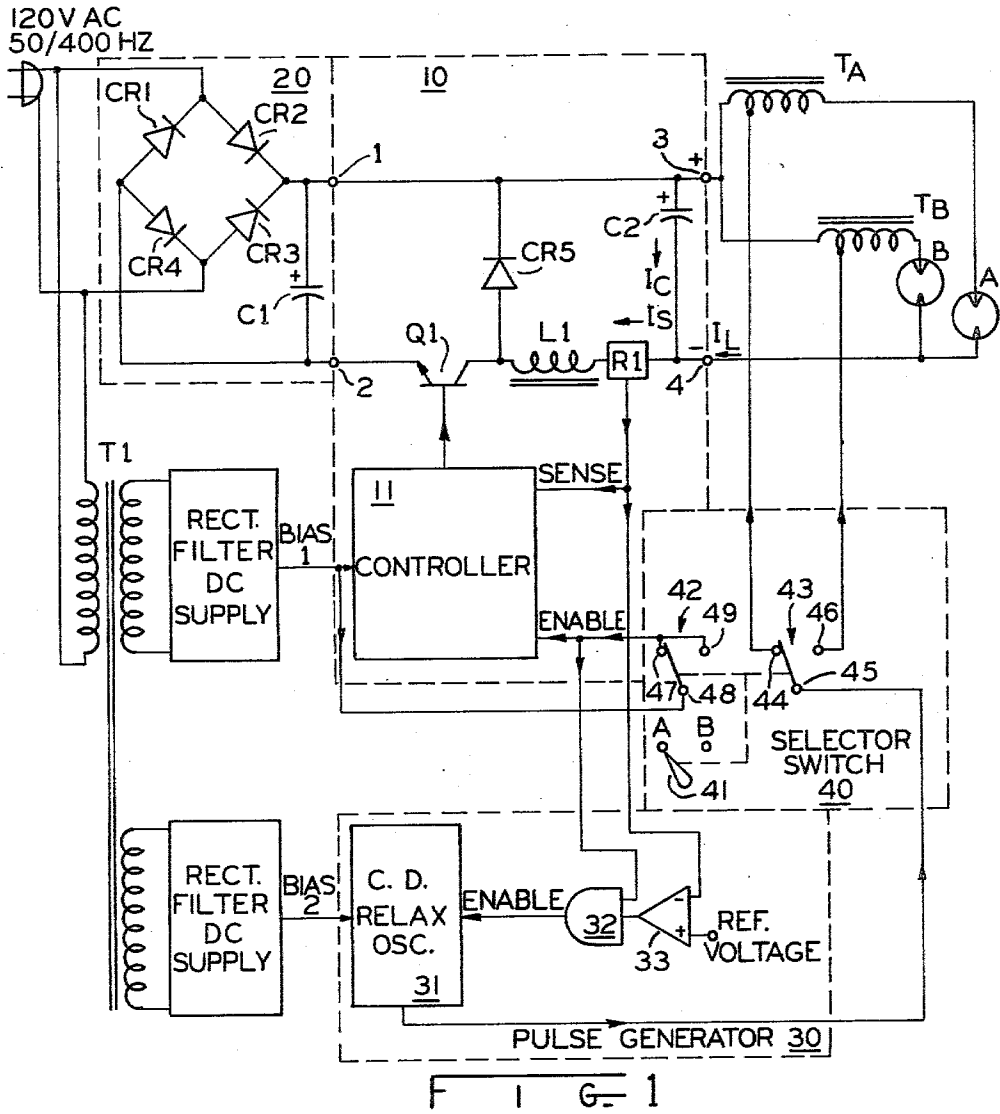 120V AC
50/400 HZ
20
10
TA
CR1
CR2
1
3
+
+
C2
TB
B
A
CR4
CR3
+
C1
CR5
IC
IS
Q1
L1
R1
-
IL
2
4
T1
SENSE
11
RECT.
FILTER
DC
SUPPLY
BIAS
1
CONTROLLER
ENABLE
42
49
43
46
47
48
44
45
A
B
41
SELECTOR
SWITCH
40
RECT.
FILTER
DC
SUPPLY
BIAS
2
C. D.
RELAX
OSC.
31
ENABLE
32
-
+
33
REF.
VOLTAGE
PULSE GENERATOR 30
FIG-1